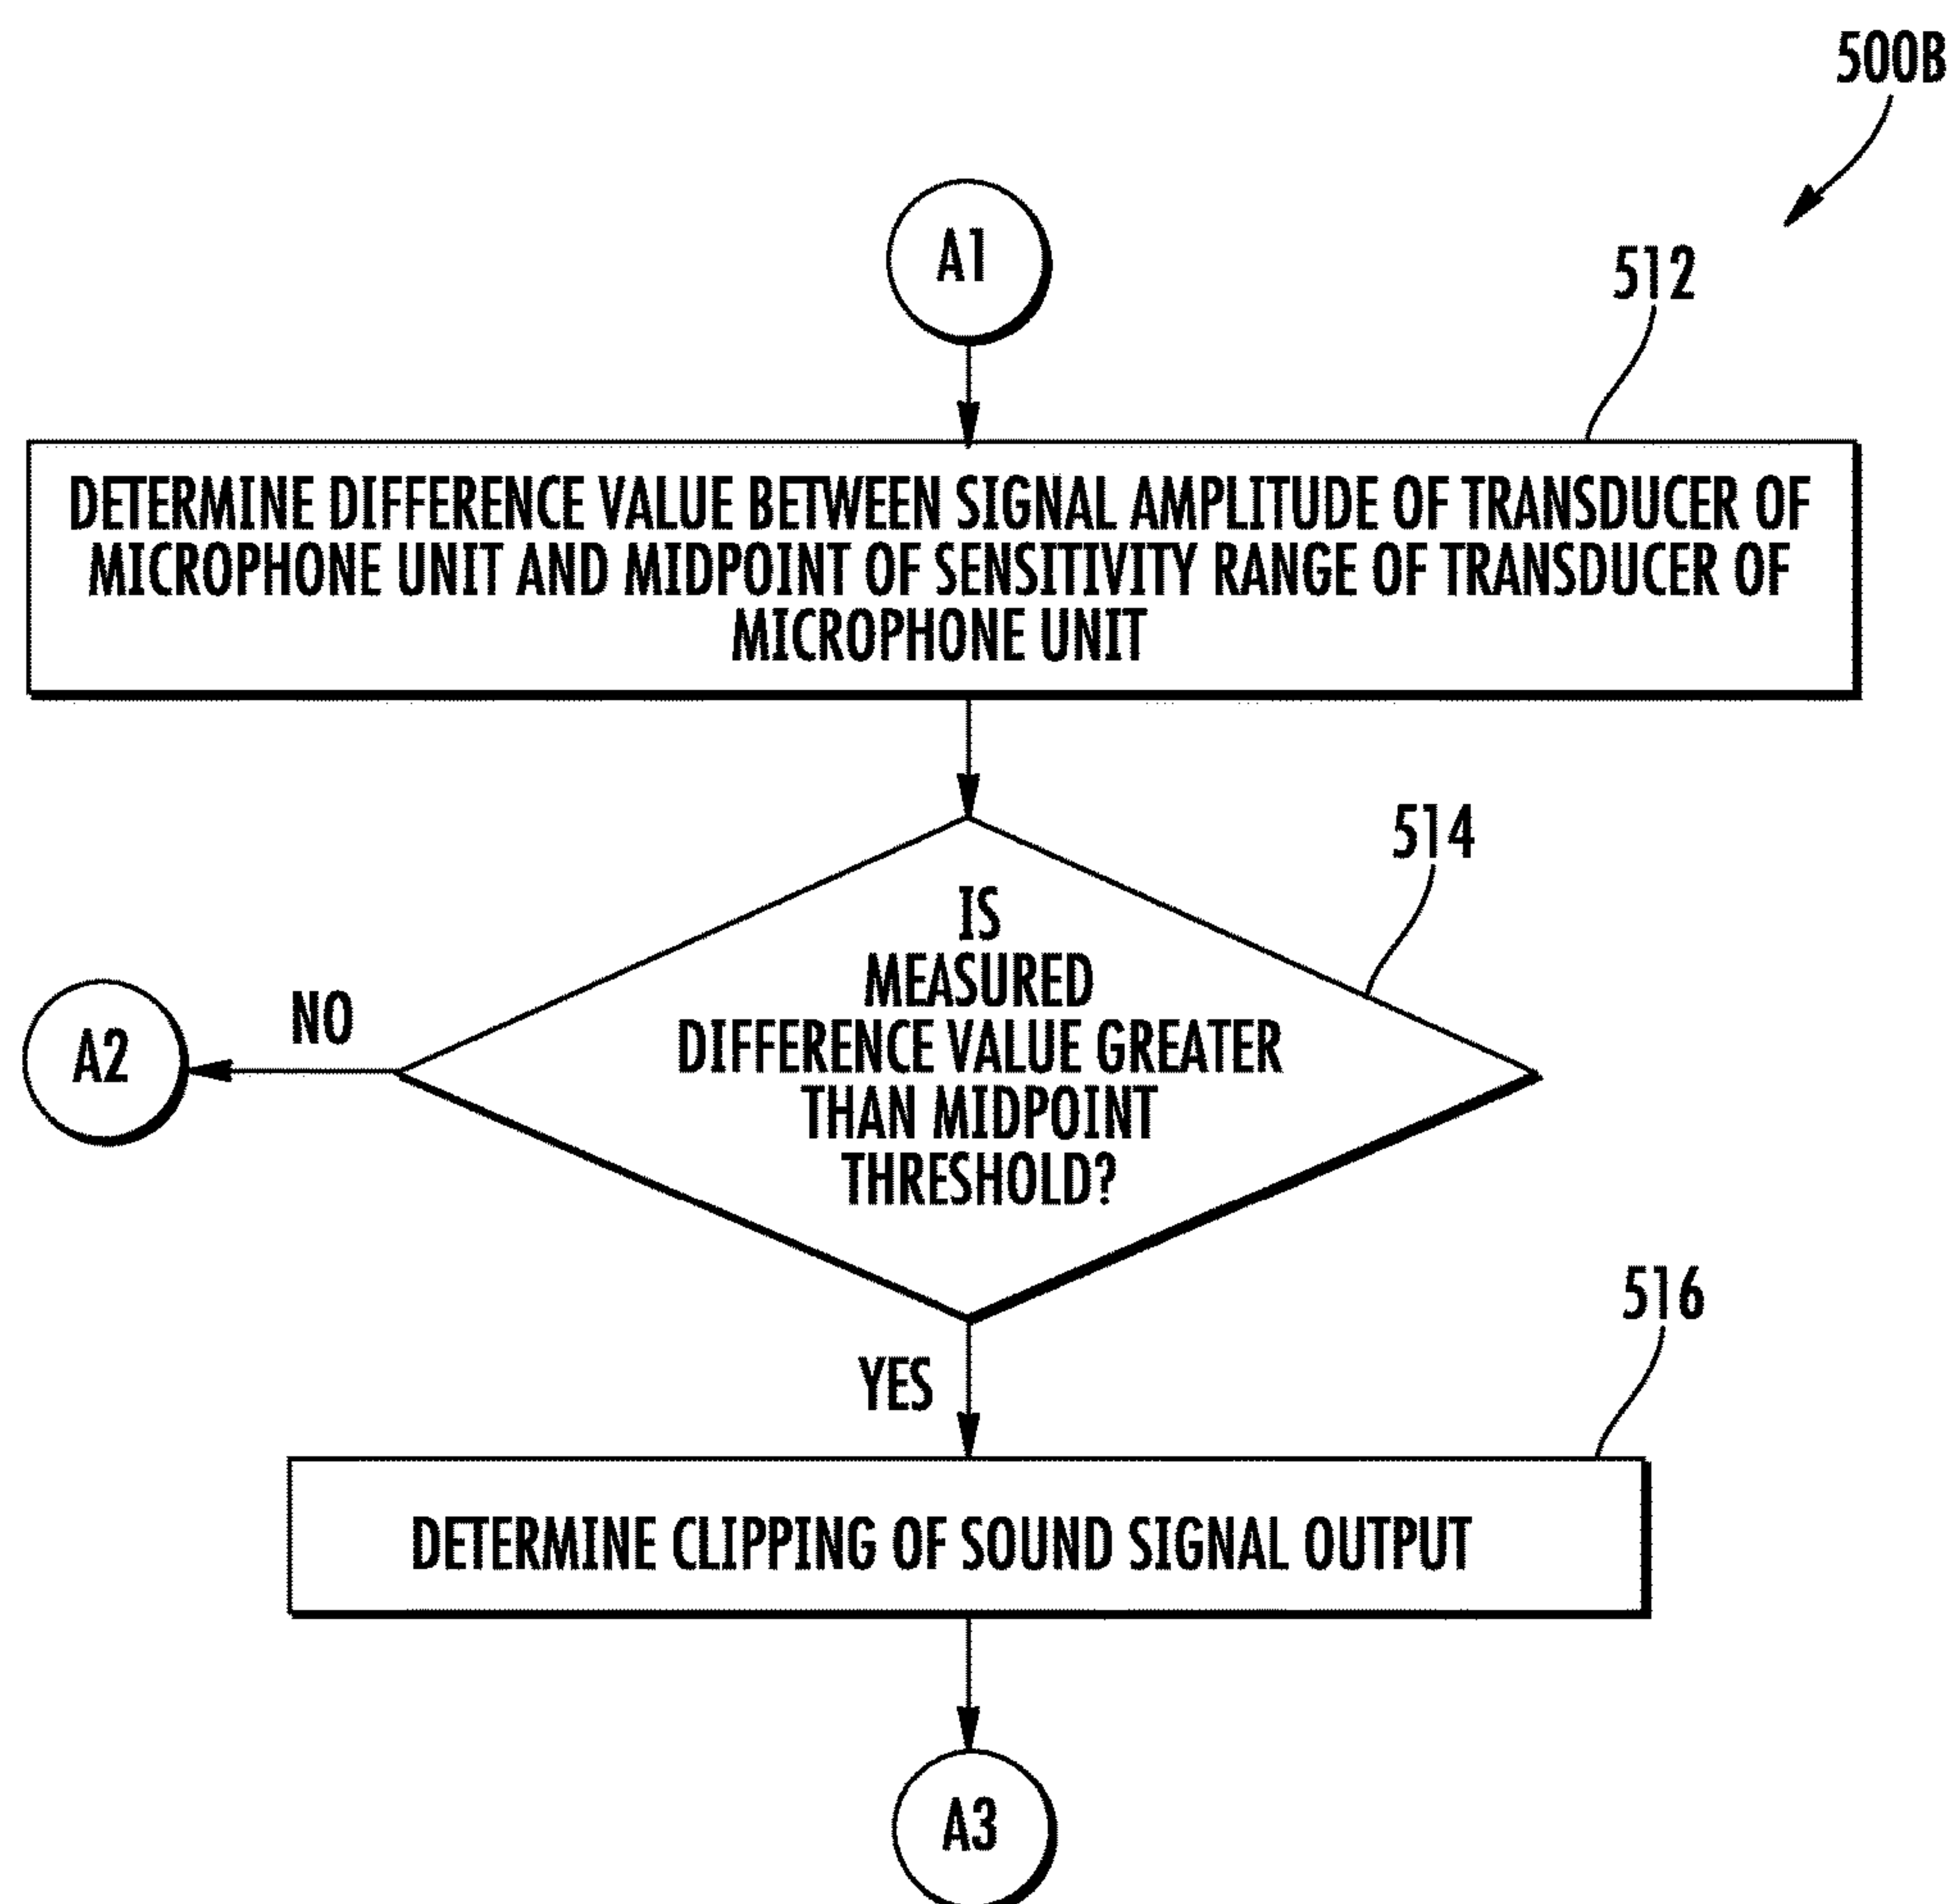 500B
A1
512
DETERMINE DIFFERENCE VALUE BETWEEN SIGNAL AMPLITUDE OF TRANSDUCER OF
MICROPHONE UNIT AND MIDPOINT OF SENSITIVITY RANGE OF TRANSDUCER OF
MICROPHONE UNIT
514
IS
MEASURED
DIFFERENCE VALUE GREATER
THAN MIDPOINT
THRESHOLD?
NO
A2
516
YES
DETERMINE CLIPPING OF SOUND SIGNAL OUTPUT
A3